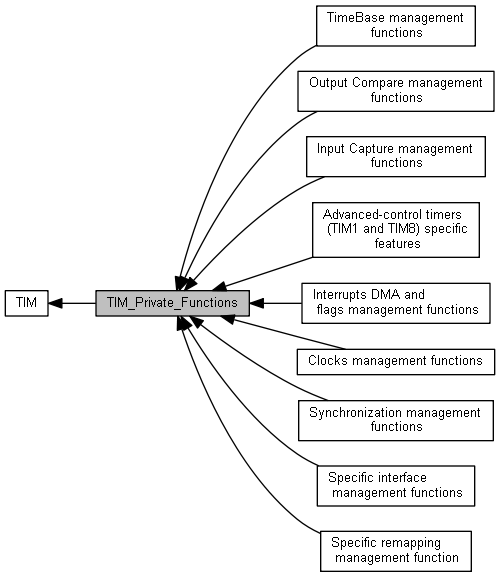 TimeBase management
functions
Output Compare management
functions
Input Capture management
functions
Advanced-control timers
(TIM1 and TIM8) specific
features
TIM
TIM_Private_Functions
Interrupts DMA and
flags management functions
Clocks management functions
Synchronization management
functions
Specific interface
management functions
Specific remapping
management function